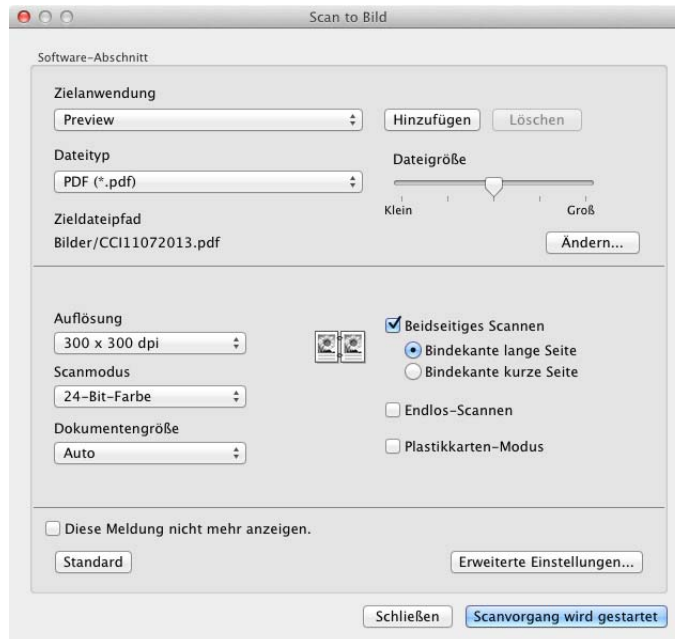 Scan to Bild
Software-Abschnitt
Zielanwendung
Preview
Hinzufügen
Löschen
Dateityp
PDF (*.pdf)
Dateigröße
Klein
Groß
Zieldateipfad
Bilder/CCI11072013.pdf
Ändern...
Auflösung
300 x 300 dpi
Scanmodus
24-Bit-Farbe
Dokumentengröße
Auto
Beidseitiges Scannen
Bindekante lange Seite
Bindekante kurze Seite
Endlos-Scannen
Plastikkarten-Modus
Diese Meldung nicht mehr anzeigen.
Standard
Erweiterte Einstellungen...
Schließen
Scanvorgang wird gestartet